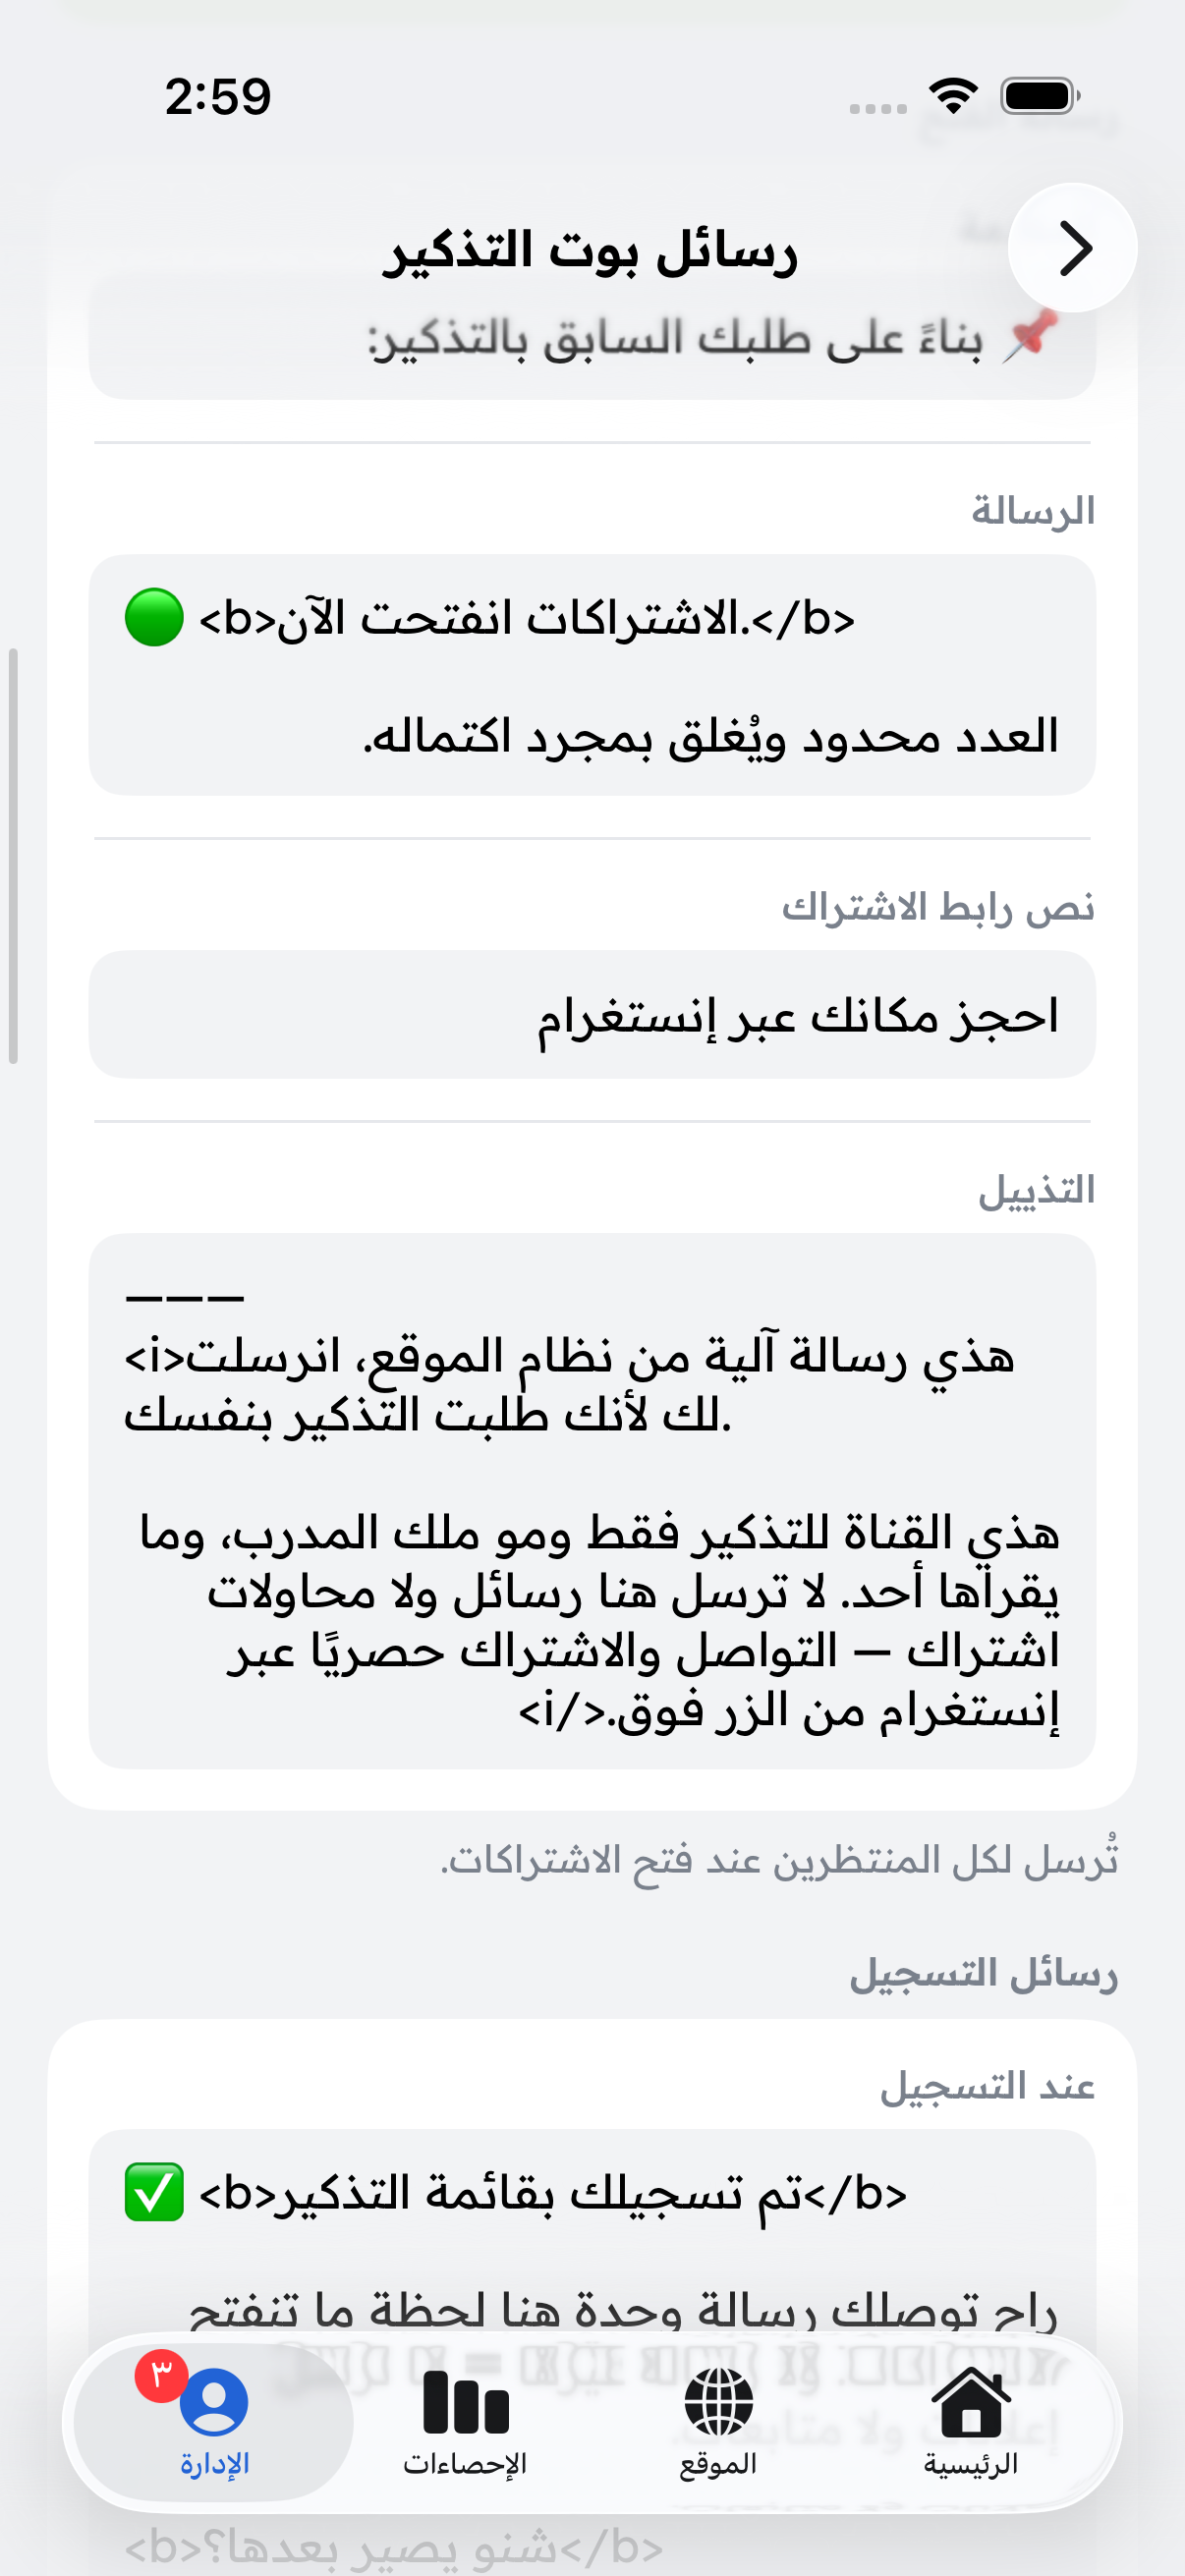 2:59
رسائل بوت التذكير
📌 بناءً على طلبك السابق بالتذكير:
الرسالة
🟢 <b>الاشتراكات انفتحت الآن.</b>
العدد محدود ويُغلق بمجرد اكتماله.
نص رابط الاشتراك
احجز مكانك عبر إنستغرام
التذييل
———
<i>هذي رسالة آلية من نظام الموقع، انرسلت
لك لأنك طلبت التذكير بنفسك.
هذي القناة للتذكير فقط ومو ملك المدرب، وما
يقراها أحد. لا ترسل هنا رسائل ولا محاولات
اشتراك — التواصل والاشتراك حصريًا عبر
إنستغرام من الزر فوق.</i>
تُرسل لكل المنتظرين عند فتح الاشتراكات.
رسائل التسجيل
عند التسجيل
✅ <b>تم تسجيلك بقائمة التذكير</b>
راح توصلك رسالة وحدة هنا لحظة ما تنفتح
إعلانات ولا متابعات.
الرئيسية
الموقع
الإحصاءات
الإدارة
٣
<b>شنو يصير بعدها؟</b>